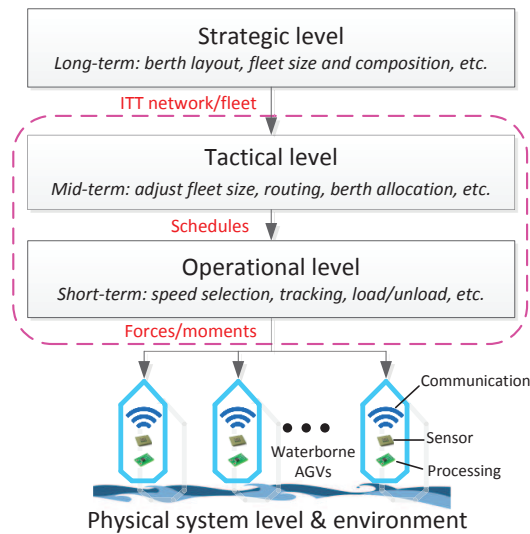 Strategic level
Long-term: berth layout, fleet size and composition, etc.
ITT network/fleet
Tactical level
Mid-term: adjust fleet size, routing, berth allocation, etc.
Schedules
Operational level
Short-term: speed selection, tracking, load/unload, etc.
Forces/moments
Communication
Sensor
Waterborne
AGVs
Processing
Physical system level & environment